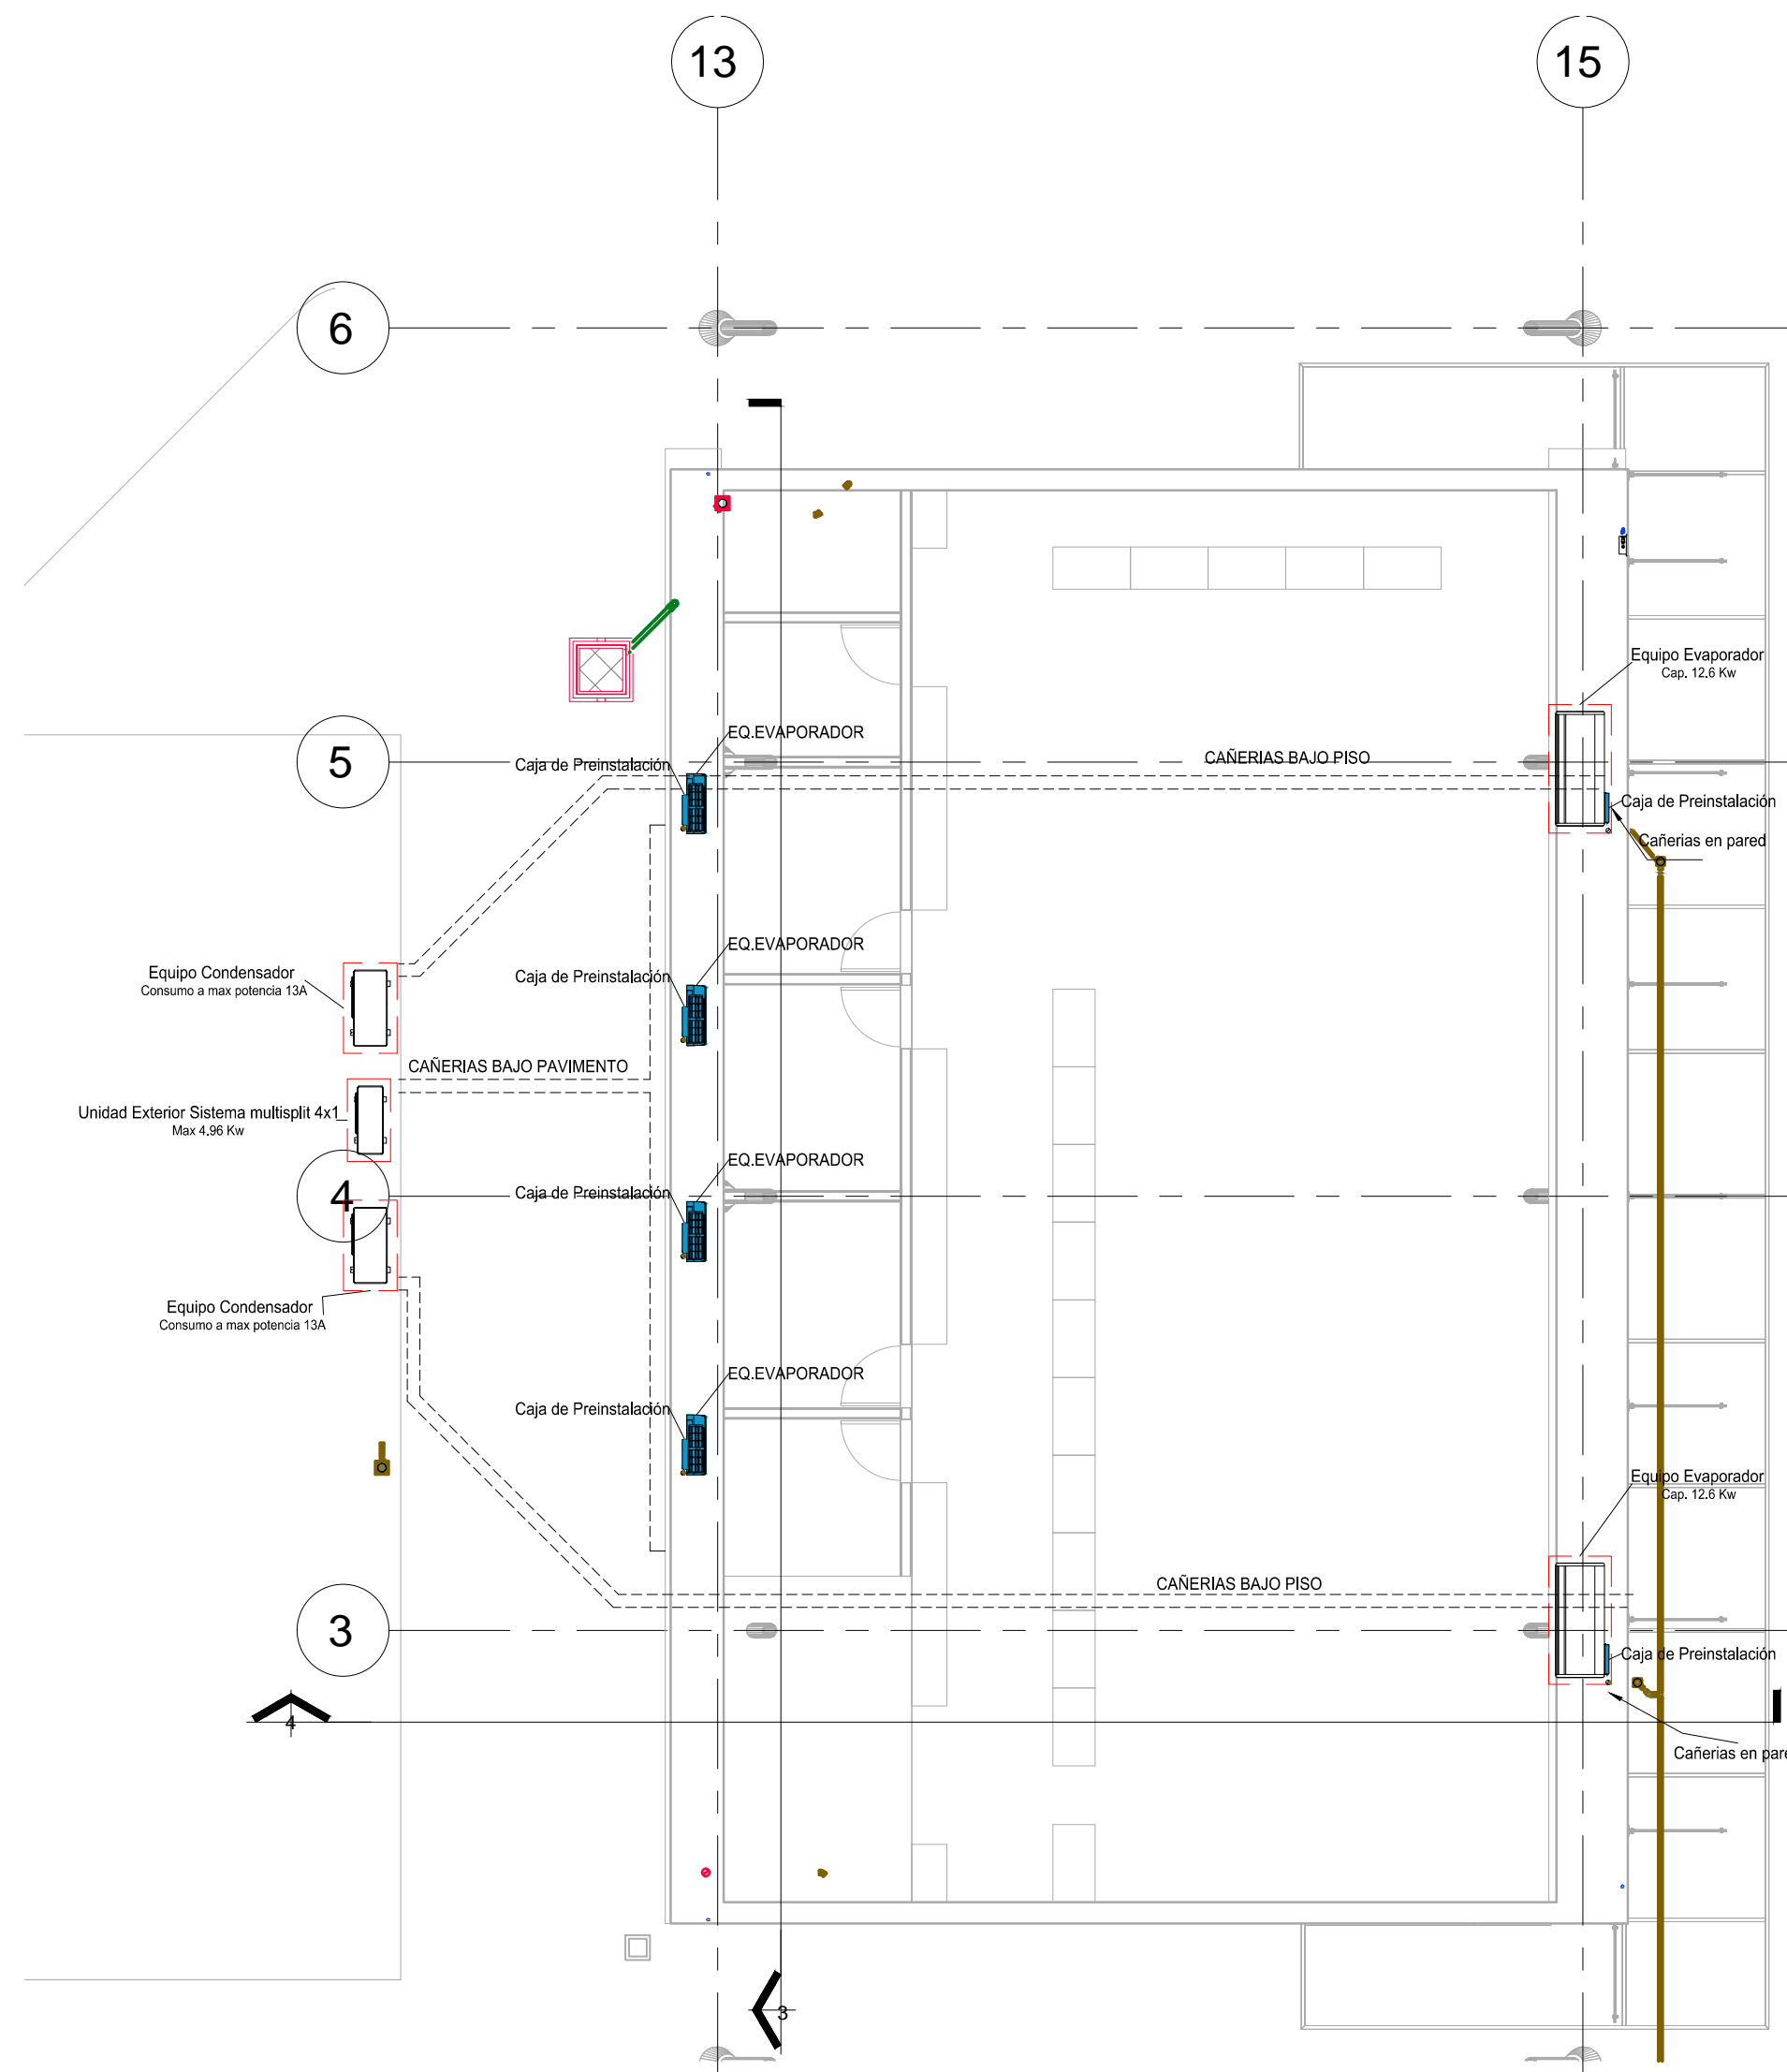 13
15
6
Equipo Evaporador
Cap. 12.6 Kw
EQ.EVAPORADOR
5
Caja de Preinstalación
CAÑERIAS BAJO PISO
Caja de Preinstalación
Cañerias en pared
EQ.EVAPORADOR
Caja de Preinstalación
Equipo Condensador
Consumo a max potencia 13A
CAÑERIAS BAJO PAVIMENTO
Unidad Exterior Sistema multisplit 4x1
Max 4.96 Kw
EQ.EVAPORADOR
Caja de Preinstalación
4
Equipo Condensador
Consumo a max potencia 13A
EQ.EVAPORADOR
Caja de Preinstalación
Equipo Evaporador
Cap. 12.6 Kw
CAÑERIAS BAJO PISO
3
Caja de Preinstalación
4
Cañerias en pare
3